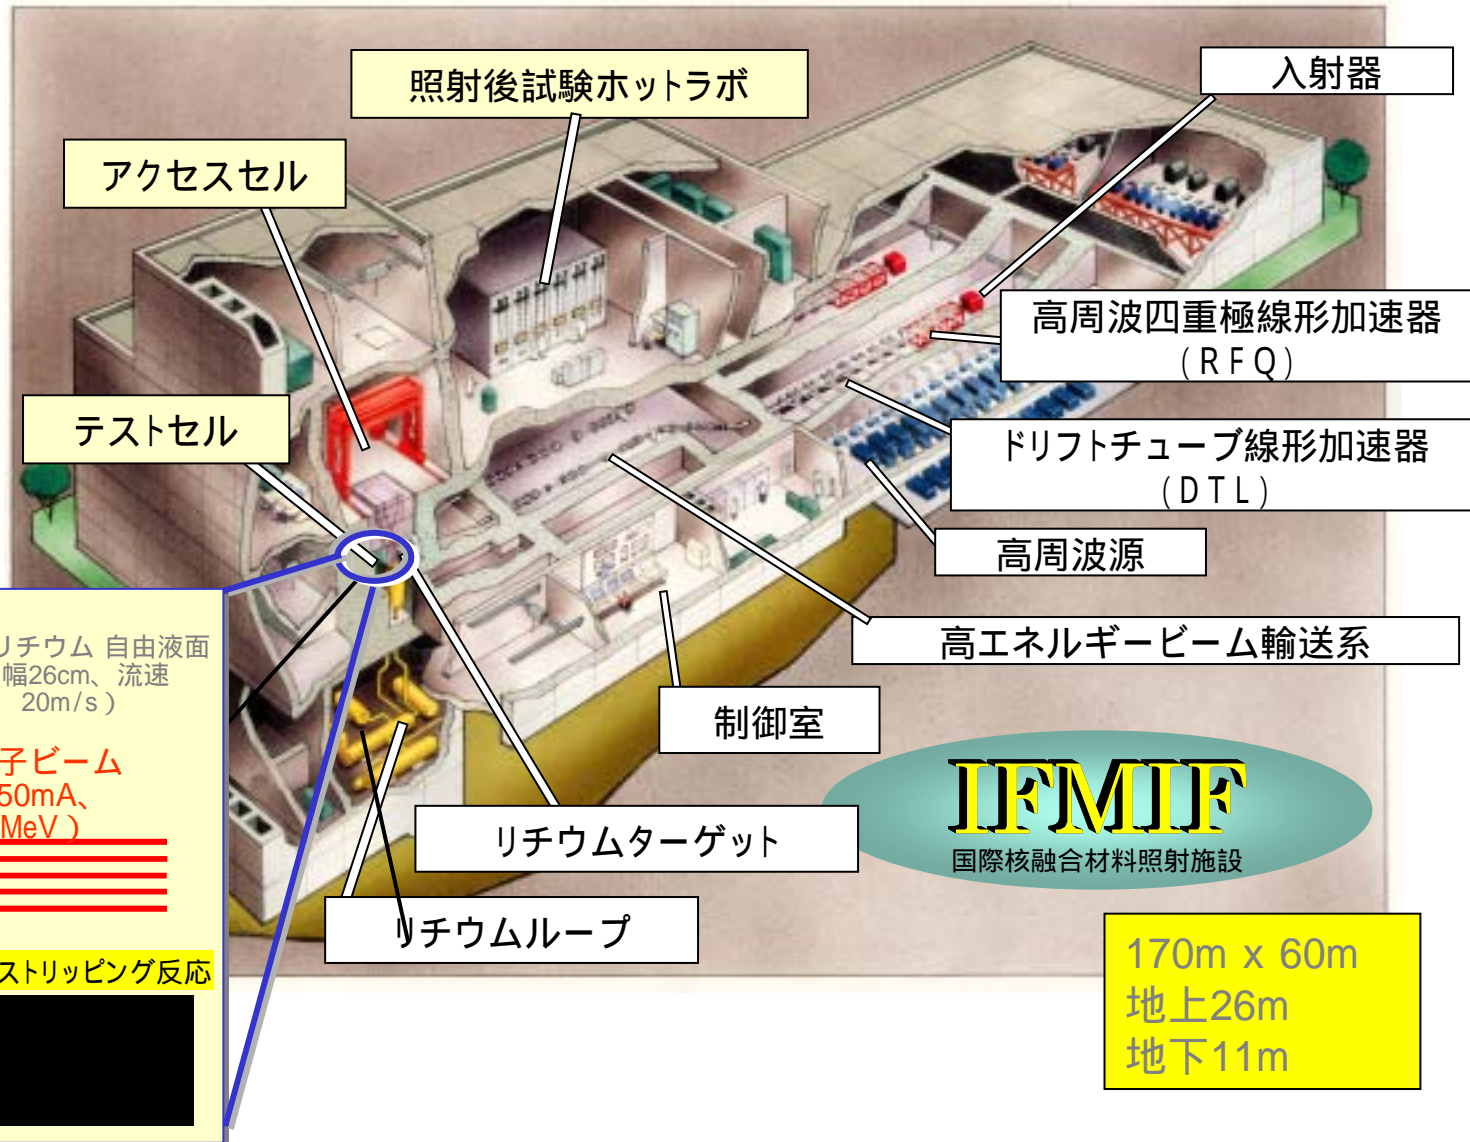 照射後試験ホットラボ
入射器
アクセスセル
高周波四重極線形加速器
(RFQ)
テストセル
ドリフトチューブ線形加速器
(DTL)
高周波源
高エネルギービーム輸送系
リチウム 自由液面
幅26cm、流速
20m/s)
制御室
子ビーム
50mA、
MeV)
IFMIF
国際核融合材料照射施設
リチウムターゲット
リチウムループ
ストリッピング反応
170m x 60m
地上26m
地下11m